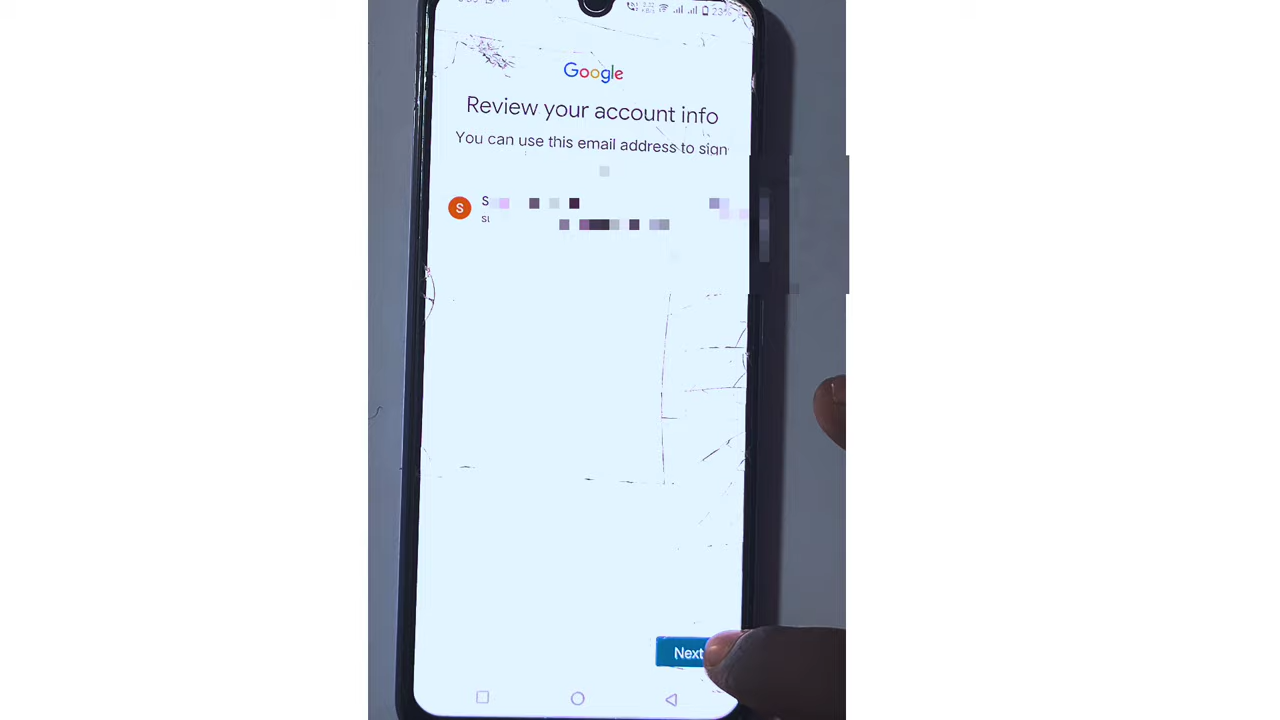 Google
Review your account info
You can use this email address to sign
S
S
Next